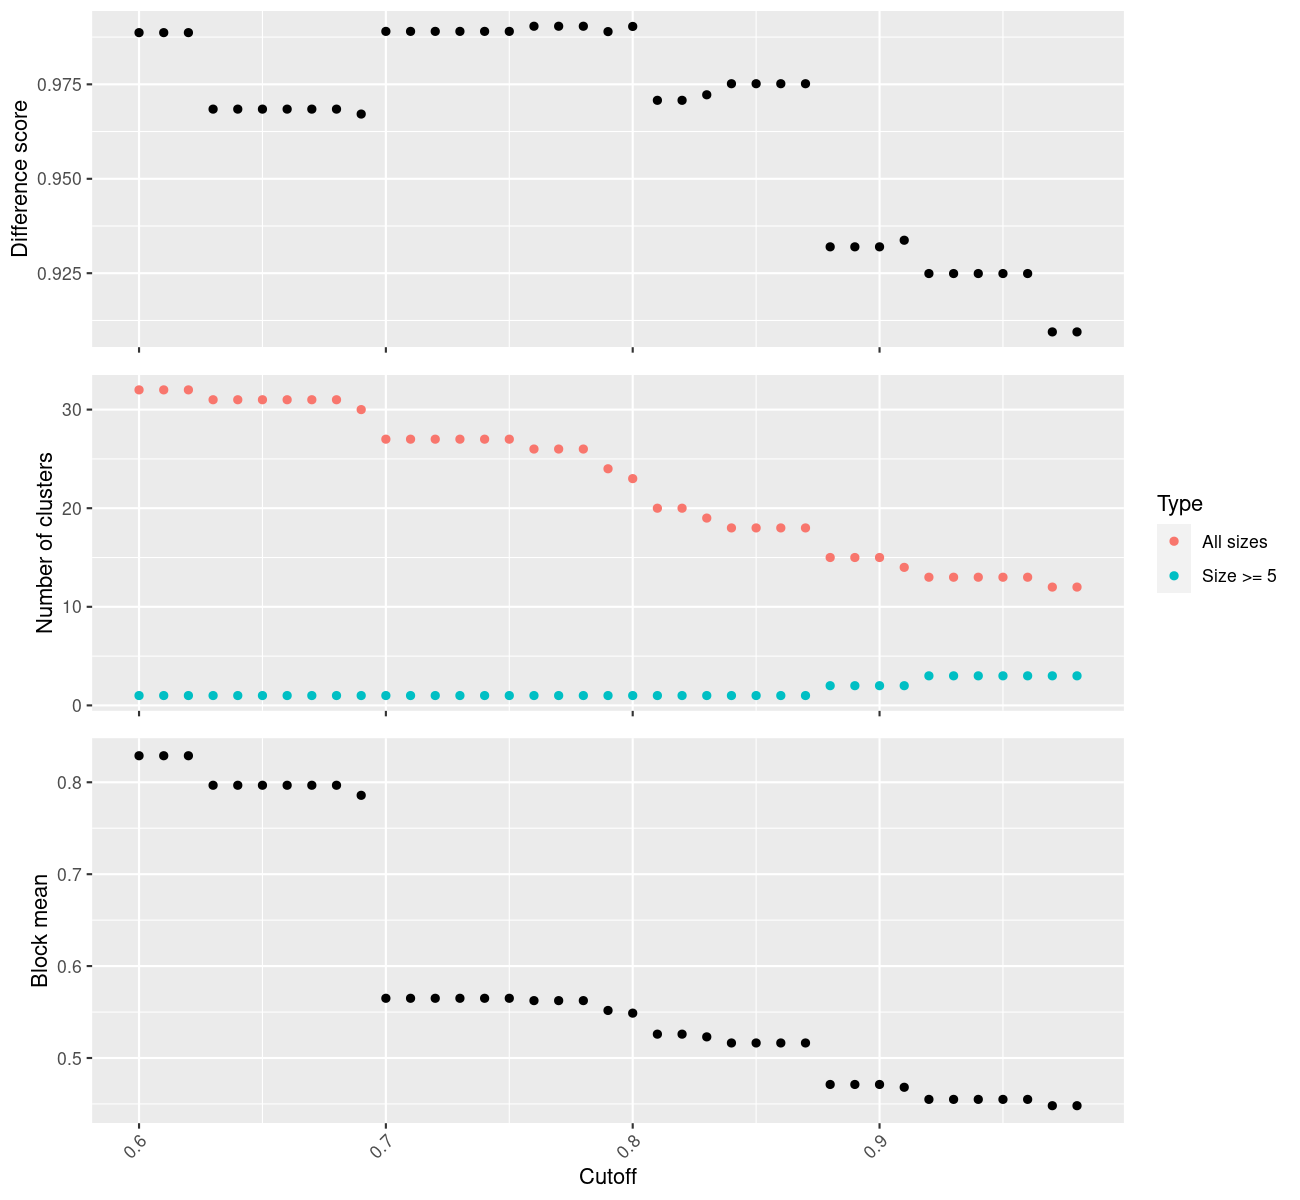 Difference score
0.975
0.950
0.925
Number of clusters
30
20
10
0
Type
All sizes
Size >= 5
Block mean
0.8
0.7
0.6
0.5
0.6 0.7 0.8 0.9
Cutoff